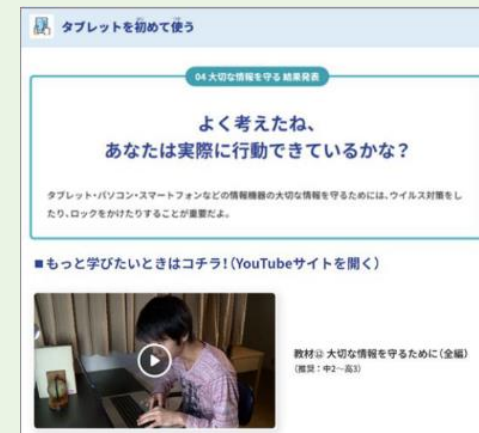 タブレットを初めて使う
04 大切な情報を守る 結果発表
よく考えたね、
あなたは実際に行動できているかな？
タブレット・パソコン・スマートフォンなどの情報機器の大切な情報を守るためには、ウイルス対策をし
たり、ロックをかけたりすることが重要だよ。
■もっと学びたいときはコチラ！（YouTubeサイトを開く）
教材 大切な情報を守るために（全編）
（推奨：中2～高3）